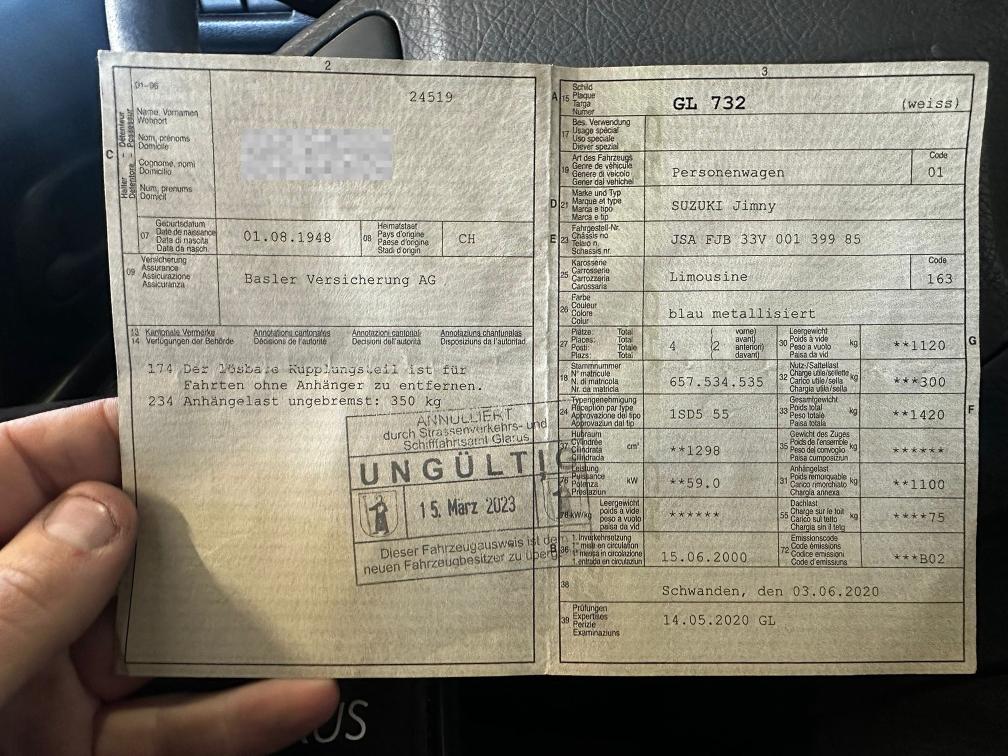 2
01-06
24519
C
Halter - Détenteur
Detentore - Possessur
Name, Vornamen
Wohnort
Nom, prénoms
Domicile
Cognome, nomi
Domicilio
Num, prenums
Domicil
07
Geburtsdatum
Date de naissance
Data di nascita
Data da nasch.
01.08.1948
08
Heimatstaat
Pays d'origine
Paese d'origine
Stadi d'origin
CH
09
Versicherung
Assurance
Assicurazione
Assicuranza
Basler Versicherung AG
13
14
Kantonale Vermerke
Verfügungen der Behörde
Annotations cantonales
Décisions de l'autorité
Annotazioni cantonali
Decisioni dell'autorità
Annotaziuns chantunalas
Disposiziuns da l'autoritad
174 Der lösbare Kupplungsteil ist für
Fahrten ohne Anhänger zu entfernen.
234 Anhängelast ungebremst: 350 kg
ANNULLIERT
durch Strassenverkehrs- und
Schifffahrtsamt Glarus
UNGÜLTIG
15. März 2023
Dieser Fahrzeugausweis ist dem
neuen Fahrzeugbesitzer zu
3
A
15
Schild
Plaque
Targa
Numer
GL 732
(weiss)
17
Bes. Verwendung
Usage spécial
Uso speciale
Diever spezial
19
Art des Fahrzeugs
Genre de véhicule
Genere di veicolo
Gener dal vehichel
Personenwagen
Code
01
D
21
Marke und Typ
Marque et type
Marca e tipo
Marca e tip
SUZUKI Jimny
E
23
Fahrgestell-Nr.
Châssis no
Telaio n.
Schassis nr.
JSA FJB 33V 001 399 85
25
Karosserie
Carrosserie
Carrozzeria
Carossaria
Limousine
Code
163
26
Farbe
Couleur
Colore
Colur
blau metallisiert
27
Plätze: Total
Places: Total
Posti: Totale
Plazs: Total
4
(2
vorne)
avant)
anteriori)
davant)
30
Leergewicht
Poids à vide
Peso a vuoto
Paisa da vid
kg
**1120
G
18
Stammnummer
N° matricule
N. di matricola
Nr. da matricla
657.534.535
32
Nutz-/Sattellast
Charge utile/sellette
Carico utile/sella
Chargia utila/sella
kg
***300
24
Typengenehmigung
Réception par type
Approvazione del tipo
Approvaziun dal tip
1SD5 55
33
Gesamtgewicht
Poids total
Peso totale
Paisa totala
kg
**1420
F
37
Hubraum
Cylindrée
Cilindrata
Cilindrada
cm³
**1298
35
Gewicht des Zuges
Poids de l'ensemble
Peso del convoglio
Paisa cumposiziun
kg
******
76
Leistung
Puissance
Potenza
Prestaziun
kW
**59.0
31
Anhängelast
Poids remorquable
Carico rimorchiato
Chargia annexa
kg
**1100
78
kW/kg
Leergewicht
poids à vide
peso a vuoto
paisa da vid
******
55
Dachlast
Charge sur le toit
Carico sul tetto
Chargia sin il tetg
kg
****75
B
36
1. Inverkehrsetzung
1re mise en circulation
1a messa in circolazione
1. entrada en circulaziun
15.06.2000
72
Emissionscode
Code émissions
Codice emissioni
Code d'emissiuns
***B02
38
Schwanden, den 03.06.2020
39
Prüfungen
Expertises
Perizie
Examinaziuns
14.05.2020 GL